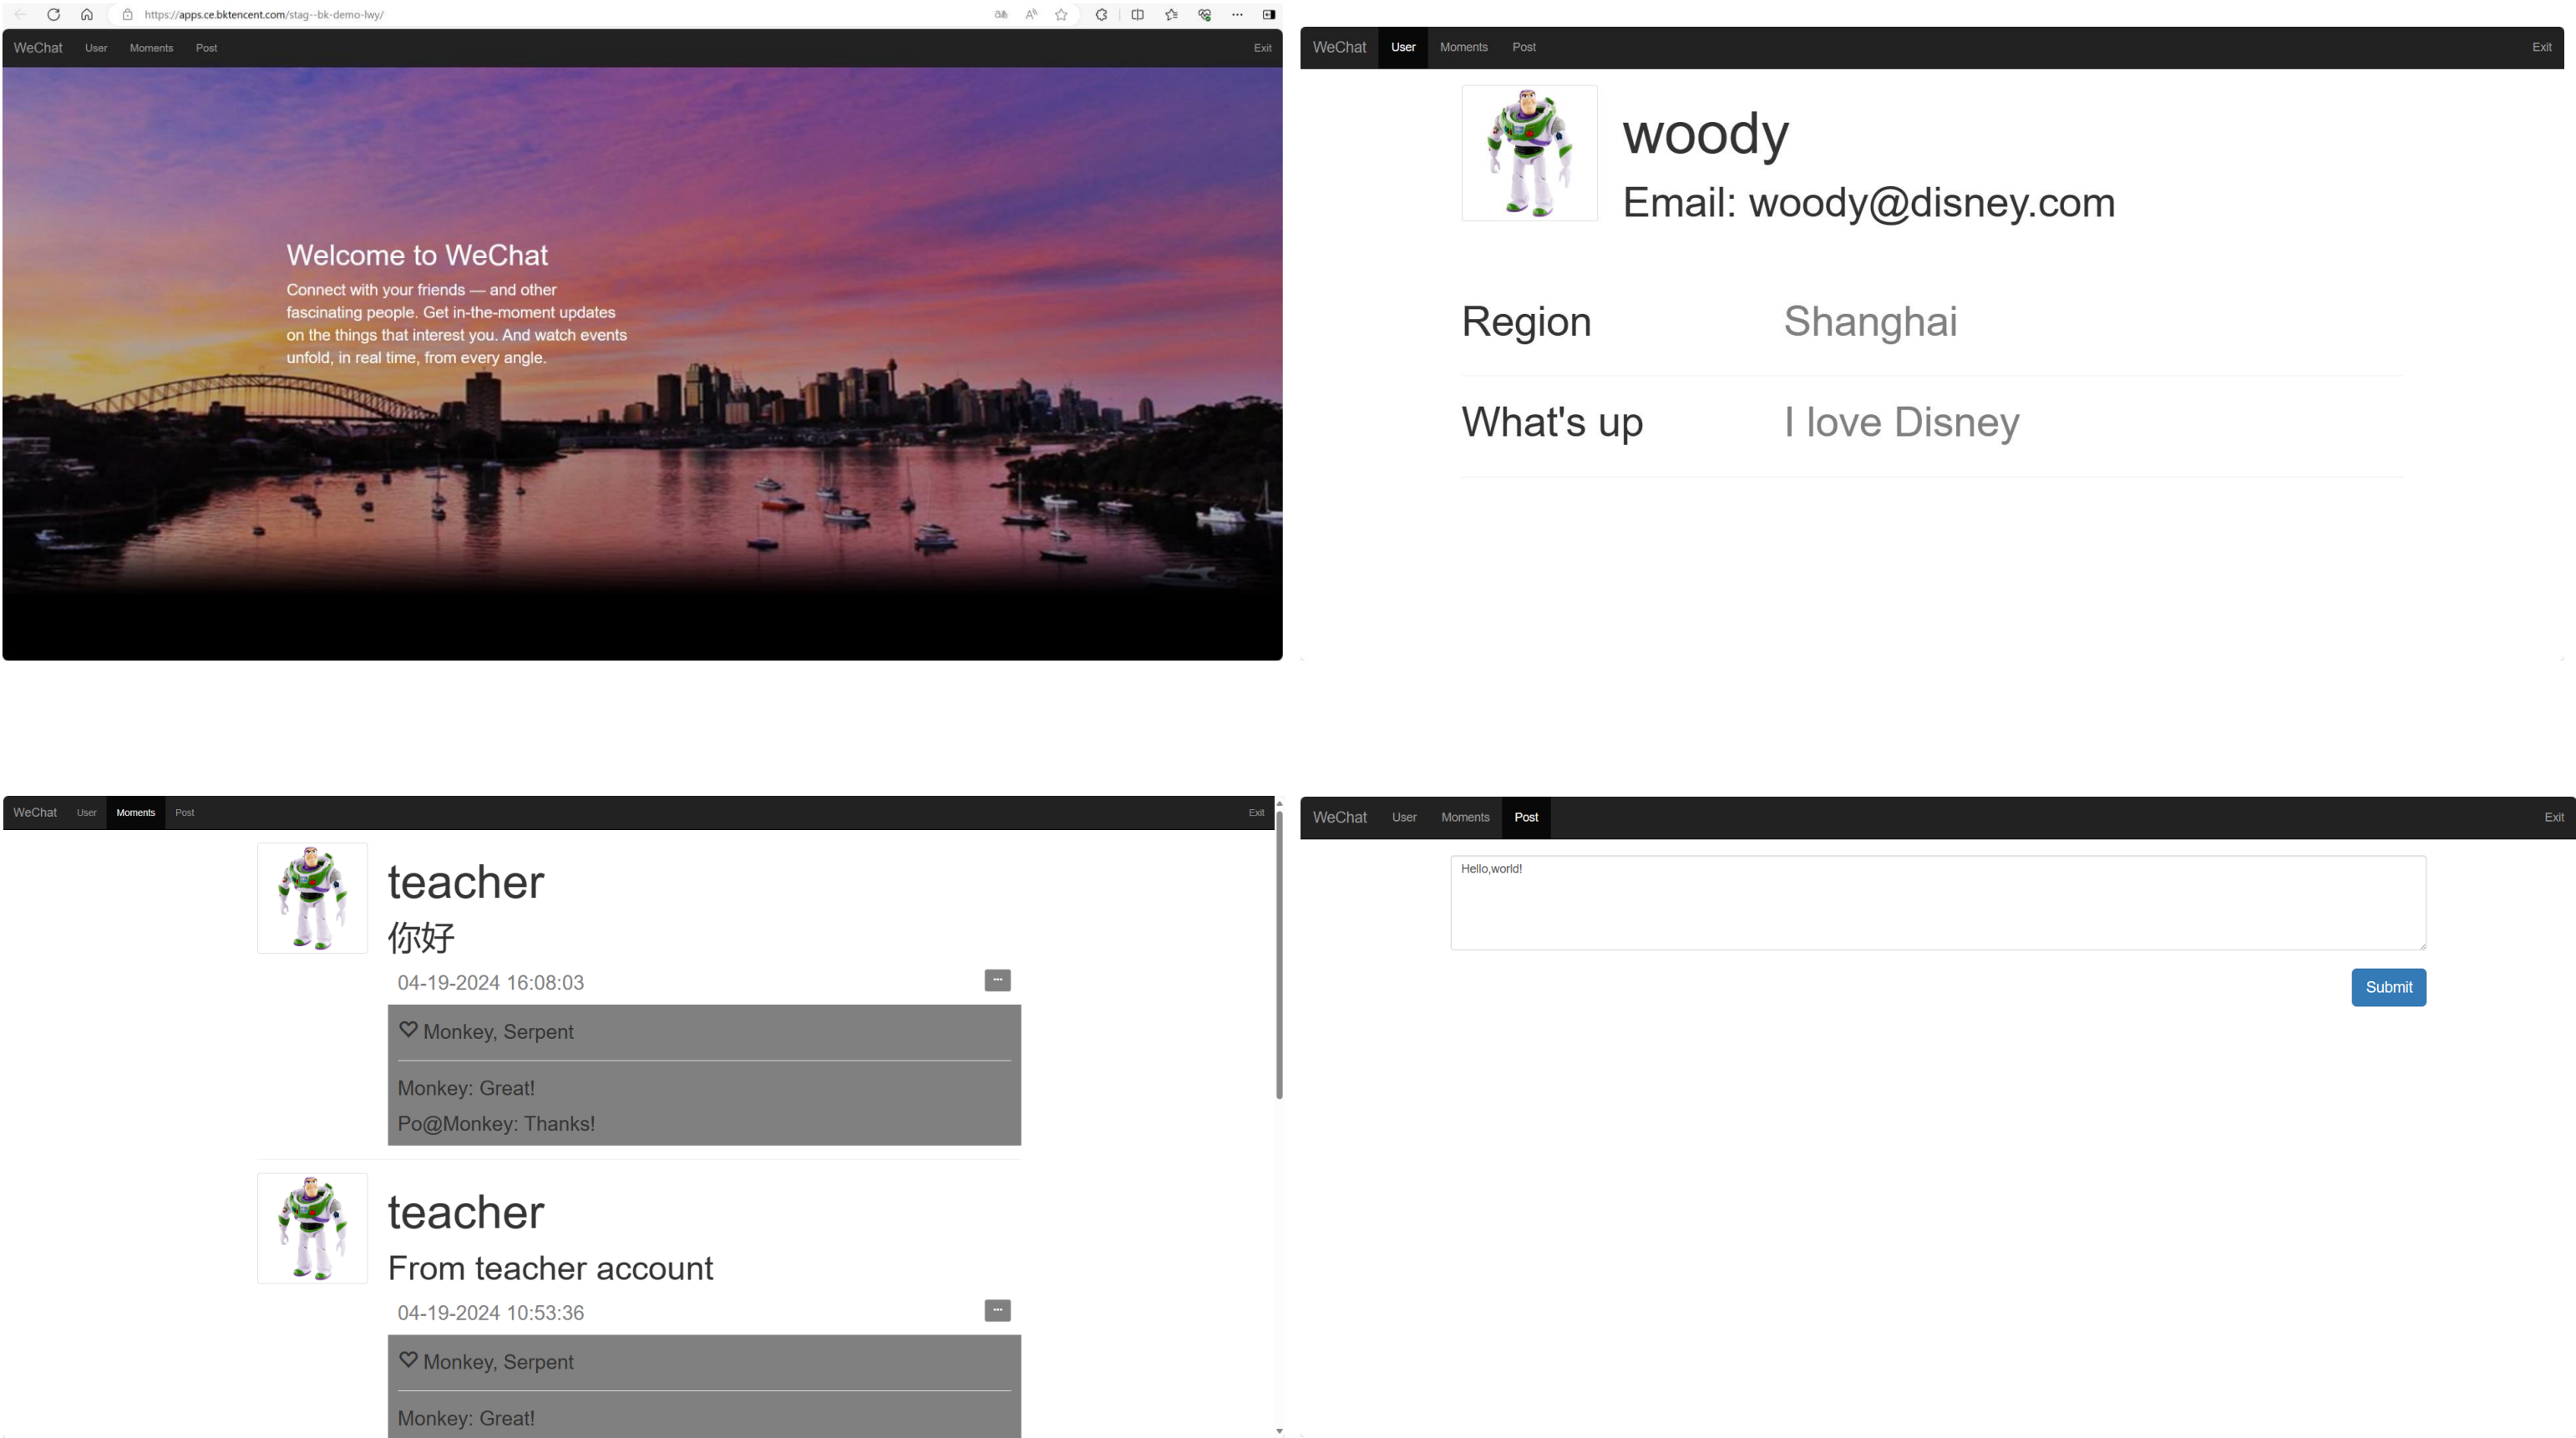 https://apps.ce.bktencent.com/stag--bk-demo-lwy/
WeChat User Moments Post Exit
Welcome to WeChat
Connect with your friends — and other
fascinating people. Get in-the-moment updates
on the things that interest you. And watch events
unfold, in real time, from every angle.
WeChat User Moments Post Exit
woody
Email: woody@disney.com
Region Shanghai
What's up I love Disney
WeChat User Moments Post Exit
teacher
你好
04-19-2024 16:08:03
Monkey, Serpent
Monkey: Great!
Po@Monkey: Thanks!
teacher
From teacher account
04-19-2024 10:53:36
Monkey, Serpent
Monkey: Great!
WeChat User Moments Post Exit
Hello,world!
Submit